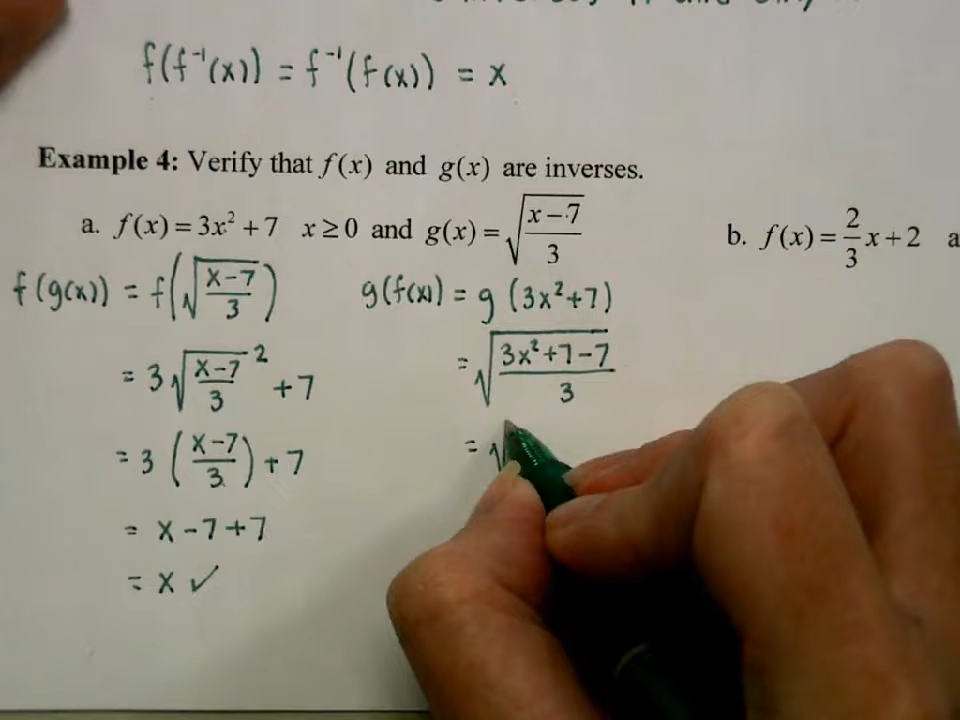 f(f⁻¹(x)) = f⁻¹(f(x)) = x
Example 4: Verify that f(x) and g(x) are inverses.
a. f(x) = 3x² + 7 x ≥ 0 and g(x) = √((x−7)/3)
b. f(x) = 2/3 x + 2 a
f(g(x)) = f(√((x−7)/3))
= 3√((x−7)/3)² + 7
= 3((x−7)/3) + 7
= x − 7 + 7
= x ✓
g(f(x)) = g(3x²+7)
= √((3x²+7−7)/3)
= √